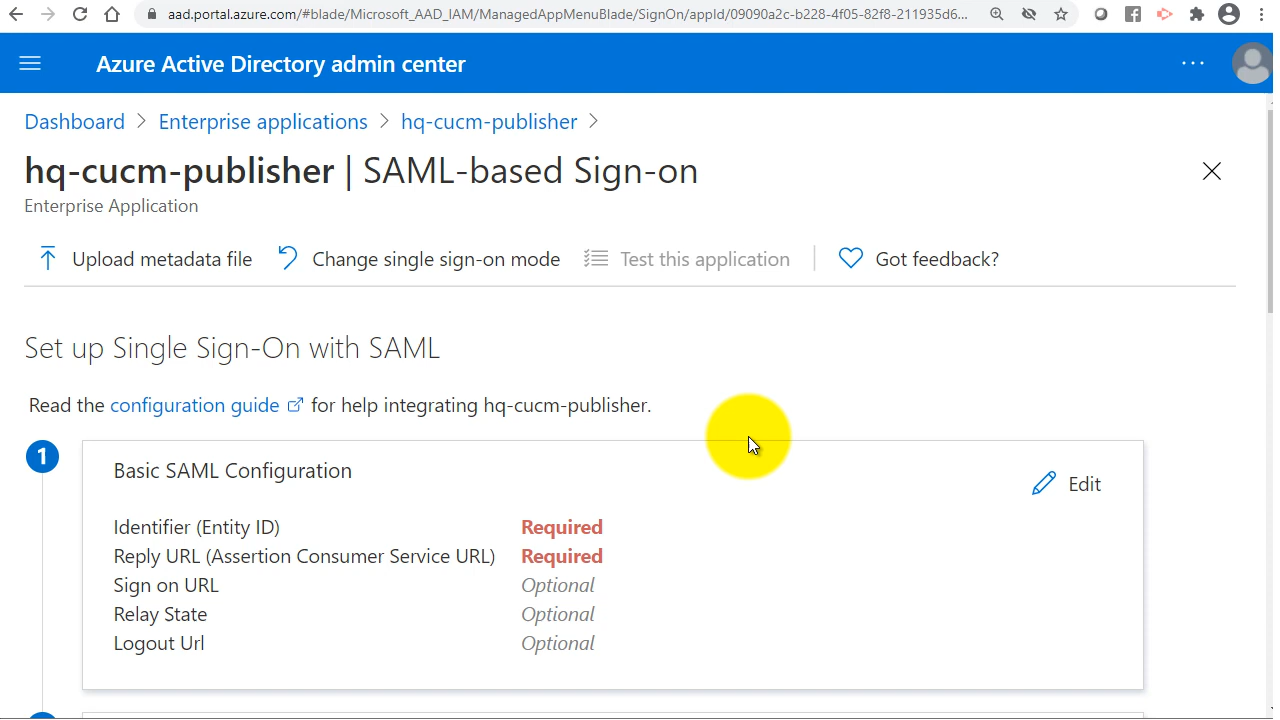 aad.portal.azure.com/#blade/Microsoft_AAD_IAM/ManagedAppMenuBlade/SignOn/appId/09090a2c-b228-4f05-82f8-211935d6...
Azure Active Directory admin center
Dashboard > Enterprise applications > hq-cucm-publisher >
hq-cucm-publisher | SAML-based Sign-on
Enterprise Application
Upload metadata file Change single sign-on mode Test this application Got feedback?
Set up Single Sign-On with SAML
Read the configuration guide for help integrating hq-cucm-publisher.
1
Basic SAML Configuration
Edit
Identifier (Entity ID) Required
Reply URL (Assertion Consumer Service URL) Required
Sign on URL Optional
Relay State Optional
Logout Url Optional